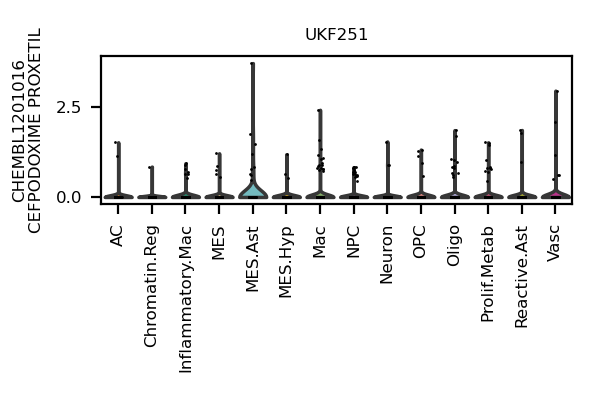 UKF251
CHEMBL1201016
CEFPODOXIME PROXETIL
2.5
0.0
AC
Chromatin.Reg
Inflammatory.Mac
MES
MES.Ast
MES.Hyp
Mac
NPC
Neuron
OPC
Oligo
Prolif.Metab
Reactive.Ast
Vasc